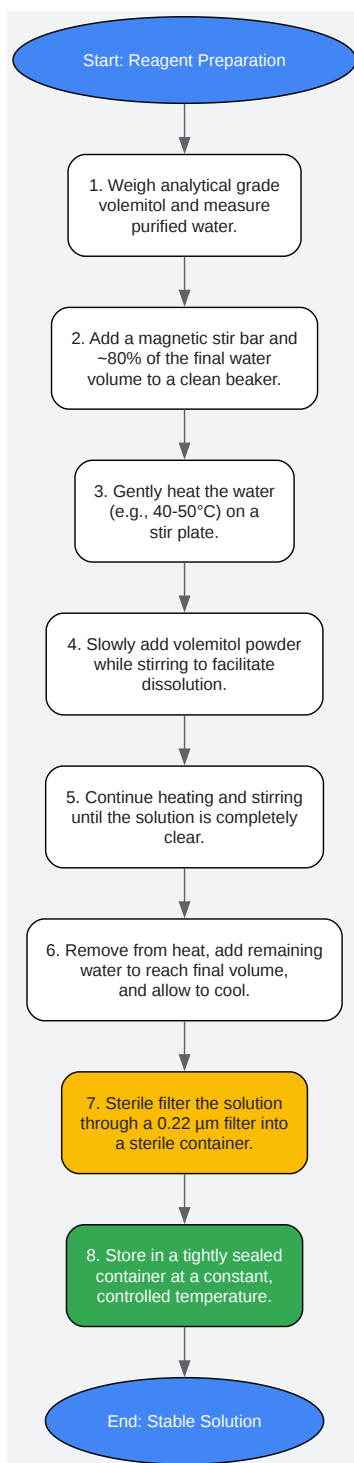 Start: Reagent Preparation
1. Weigh analytical grade
volemitol and measure
purified water.
2. Add a magnetic stir bar and
~80% of the final water
volume to a clean beaker.
3. Gently heat the water
(e.g., 40-50°C) on a
stir plate.
4. Slowly add volemitol powder
while stirring to facilitate
dissolution.
5. Continue heating and stirring
until the solution is completely
clear.
6. Remove from heat, add remaining
water to reach final volume,
and allow to cool.
7. Sterile filter the solution
through a 0.22 µm filter into
a sterile container.
8. Store in a tightly sealed
container at a constant,
controlled temperature.
End: Stable Solution